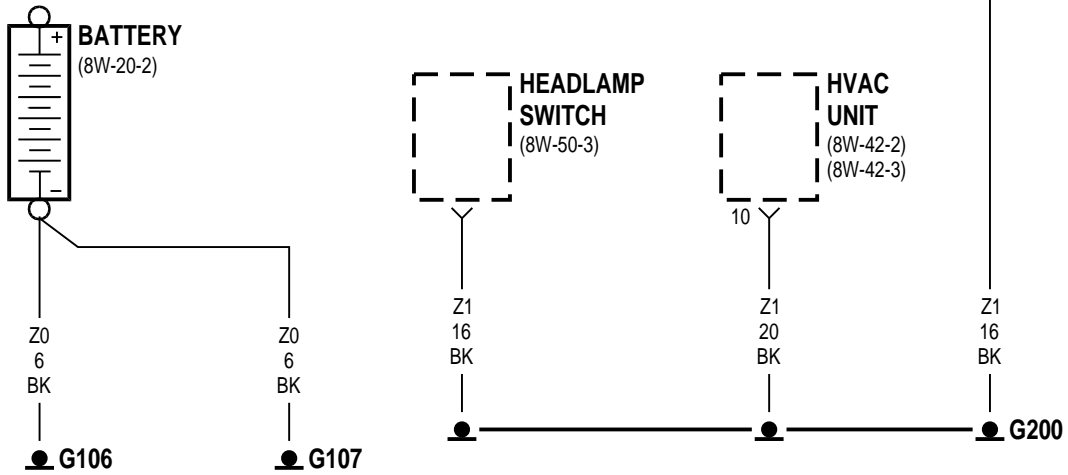 +
BATTERY
(8W-20-2)
–
HEADLAMP
SWITCH
(8W-50-3)
HVAC
UNIT
(8W-42-2)
(8W-42-3)
10
Z0
6
BK
Z0
6
BK
Z1
16
BK
Z1
20
BK
Z1
16
BK
G106
G107
G200